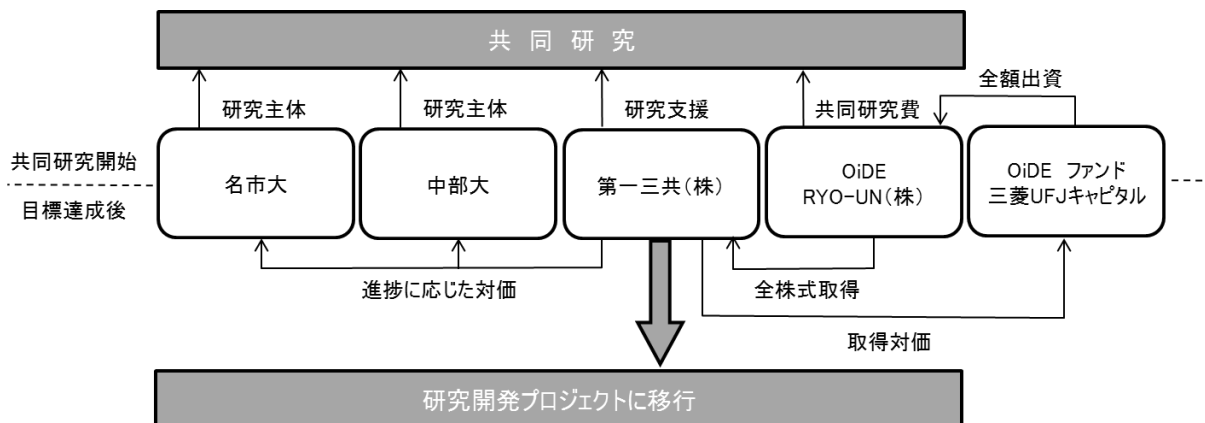 共 同 研 究
全額出資
研究主体
研究主体
研究支援
共同研究費
共同研究開始
目標達成後
名市大
中部大
第一三共(株)
OiDE
RYO-UN(株)
OiDE ファンド
三菱UFJキャピタル
進捗に応じた対価
全株式取得
取得対価
研究開発プロジェクトに移行